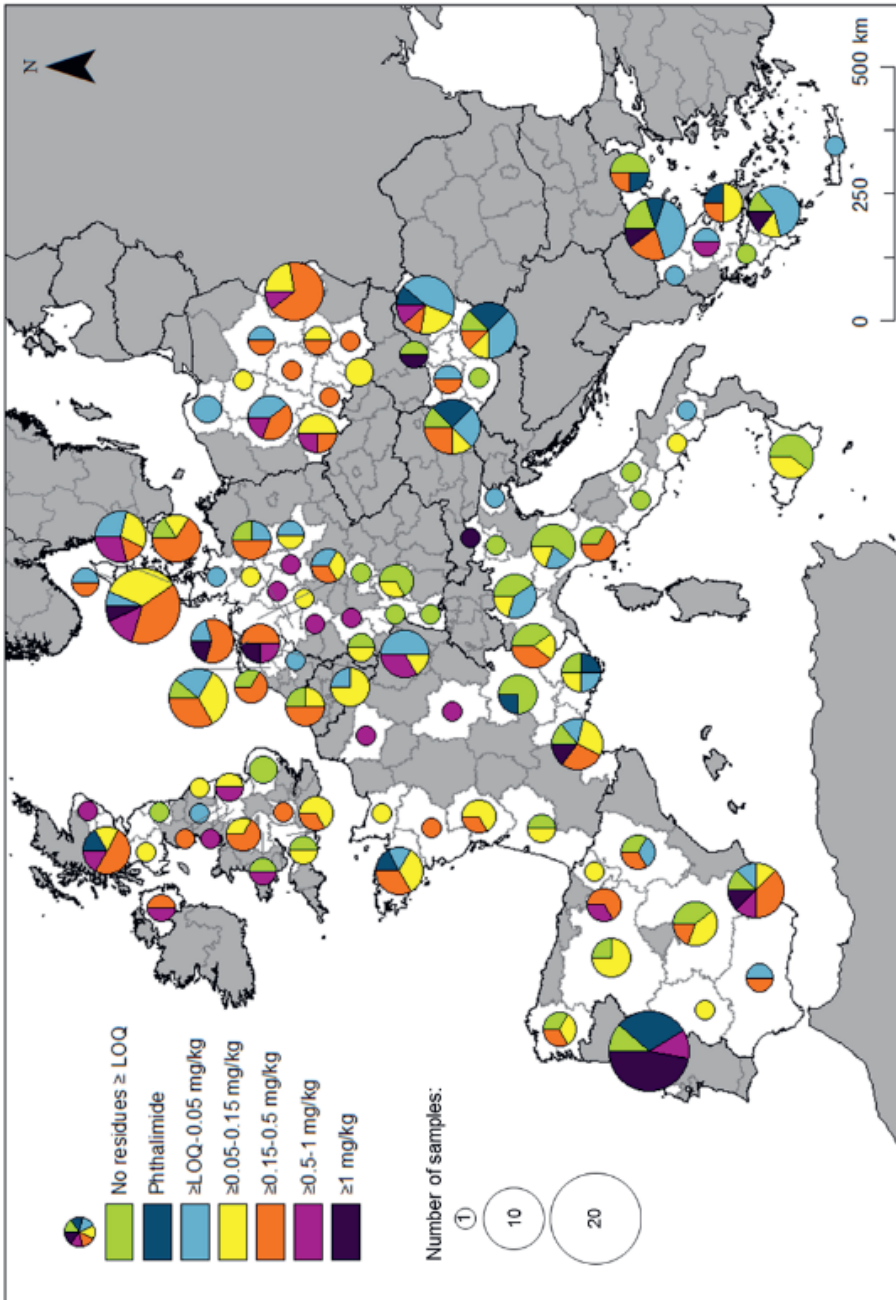 N
No residues ≥ LOQ
Phthalimide
≥LOQ-0.05 mg/kg
≥0.05-0.15 mg/kg
≥0.15-0.5 mg/kg
≥0.5-1 mg/kg
≥1 mg/kg
Number of samples:
1
10
20
0 250 500 km